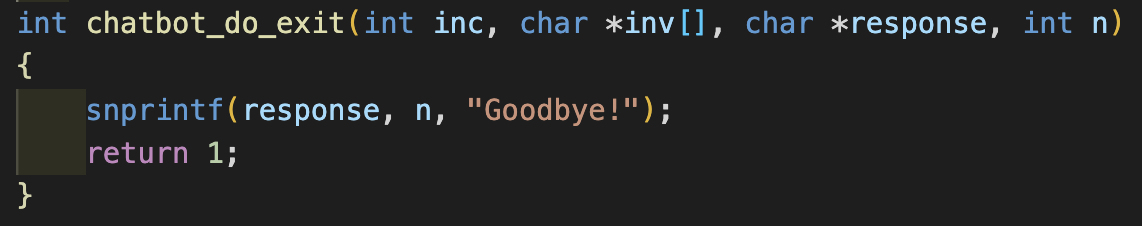 int chatbot_do_exit(int inc, char *inv[], char *response, int n)
{
    snprintf(response, n, "Goodbye!");
    return 1;
}